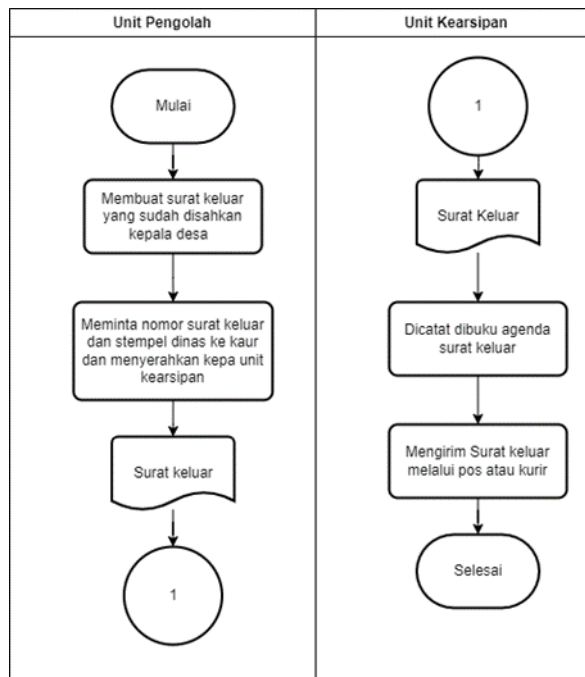 Unit Pengolah
Mulai
Membuat surat keluar
yang sudah disahkan
kepala desa
Meminta nomor surat keluar
dan stempel dinas ke kaur
dan menyerahkan kepa unit
kearsipan
Surat keluar
1
Unit Kearsipan
1
Surat Keluar
Dicatat dibuku agenda
surat keluar
Mengirim Surat keluar
melalui pos atau kurir
Selesai